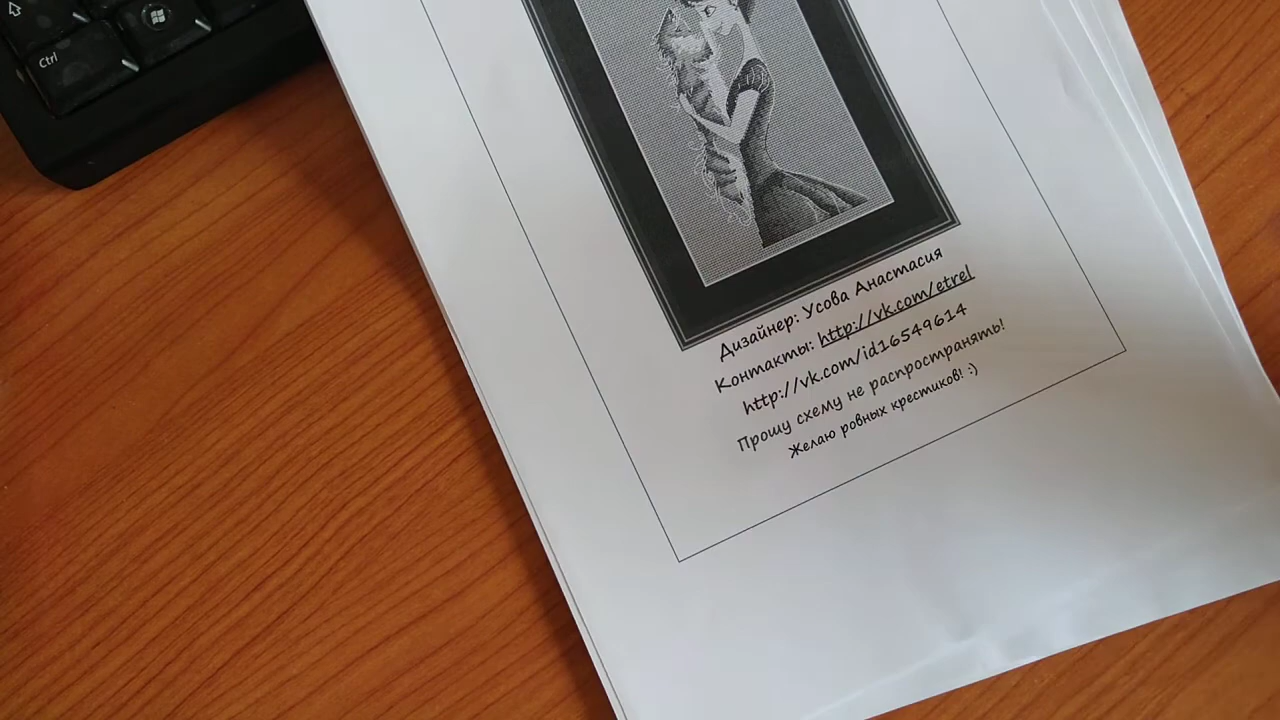 Ctrl
Дизайнер: Усова Анастасия
Контакты: http://vk.com/etrel
http://vk.com/id16549614
Прошу схему не распространять!
Желаю ровных крестиков! :)